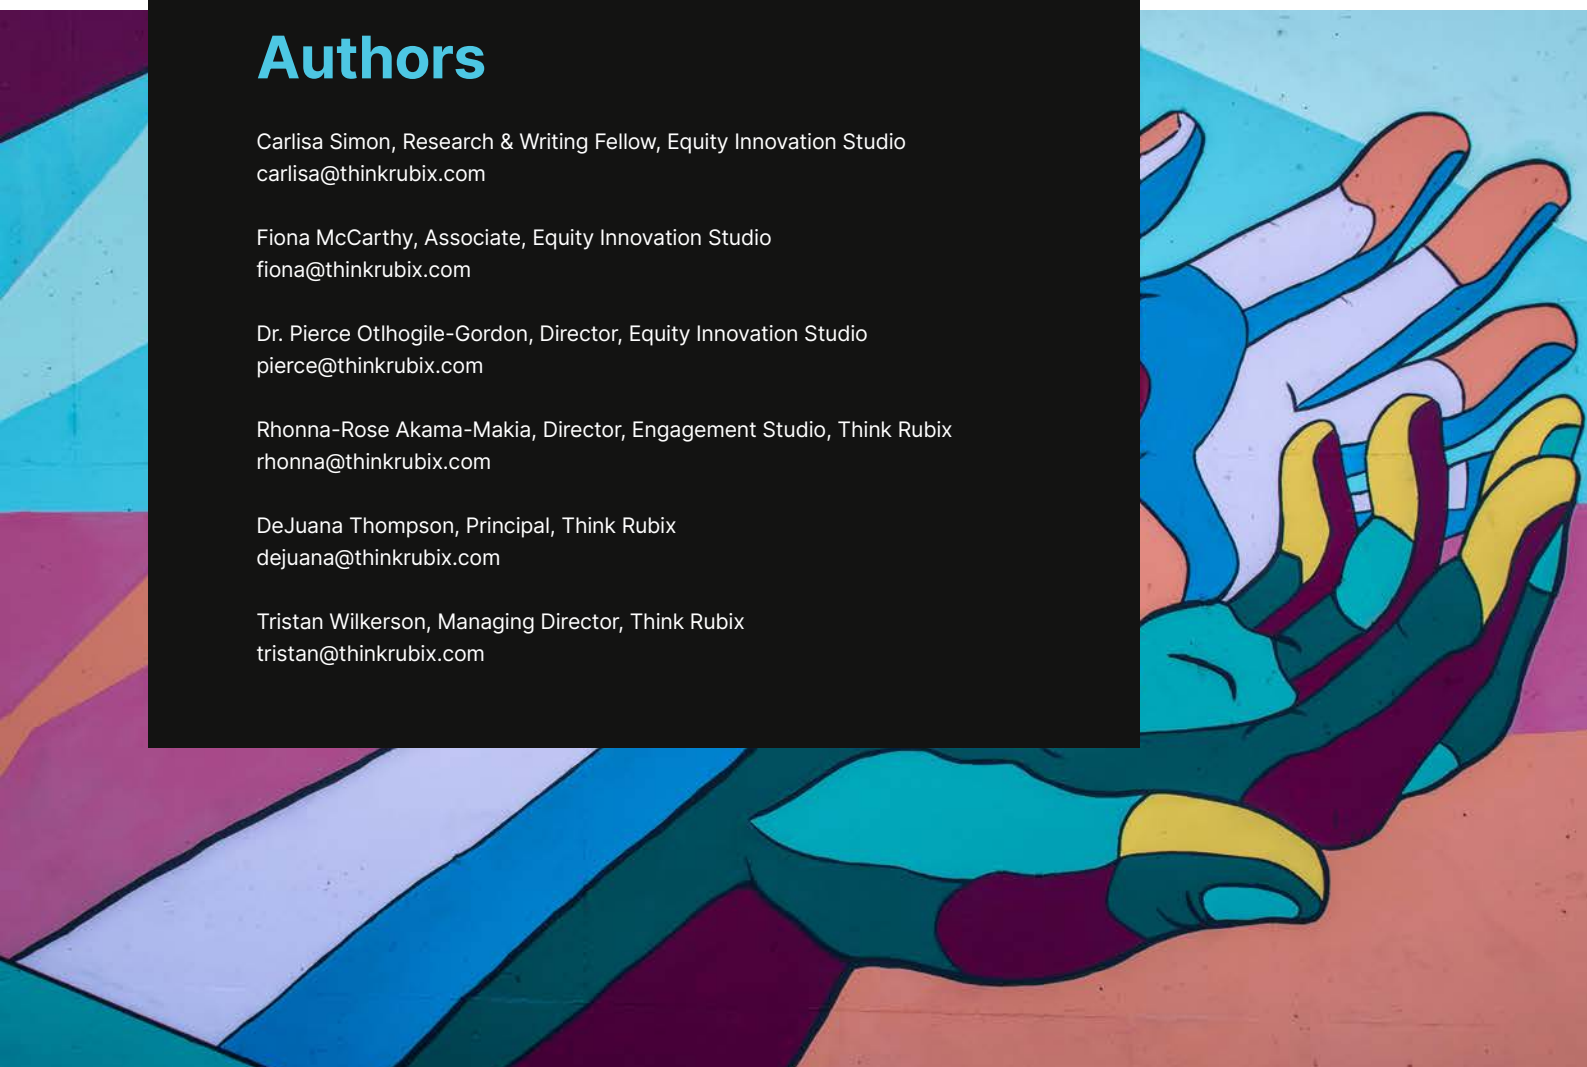 Authors
Carlisa Simon, Research & Writing Fellow, Equity Innovation Studio
carlisa@thinkrubix.com
Fiona McCarthy, Associate, Equity Innovation Studio
fiona@thinkrubix.com
Dr. Pierce Otlhogile-Gordon, Director, Equity Innovation Studio
pierce@thinkrubix.com
Rhonna-Rose Akama-Makia, Director, Engagement Studio, Think Rubix
rhonna@thinkrubix.com
DeJuana Thompson, Principal, Think Rubix
dejuana@thinkrubix.com
Tristan Wilkerson, Managing Director, Think Rubix
tristan@thinkrubix.com